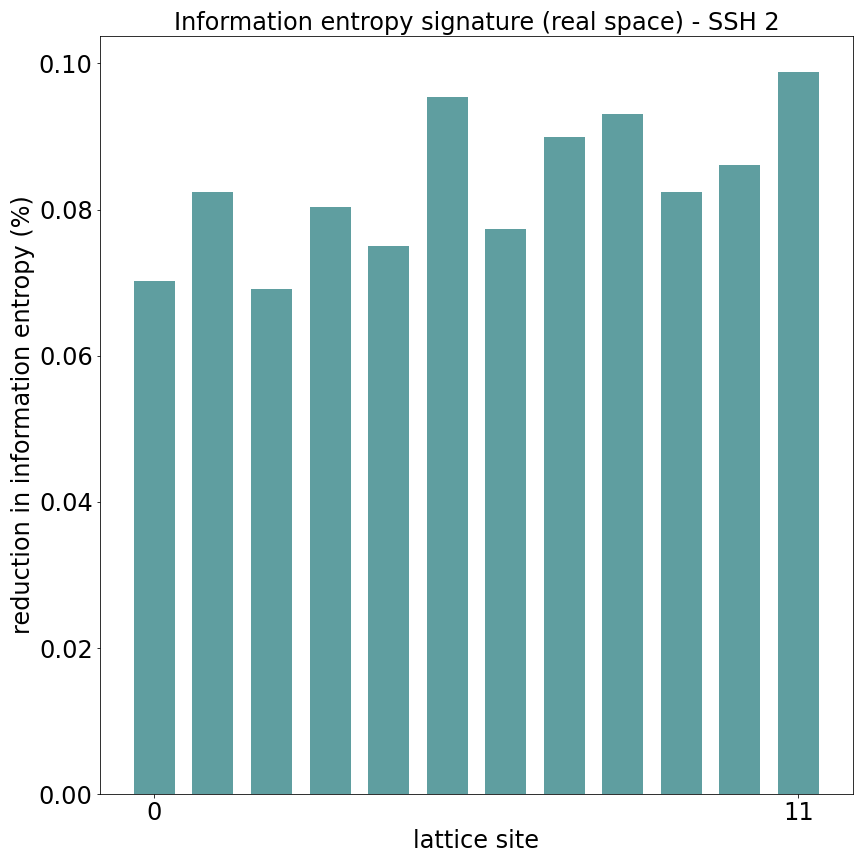 Information entropy signature (real space) - SSH 2
reduction in information entropy (%)
0.10
0.08
0.06
0.04
0.02
0.00
0 11
lattice site